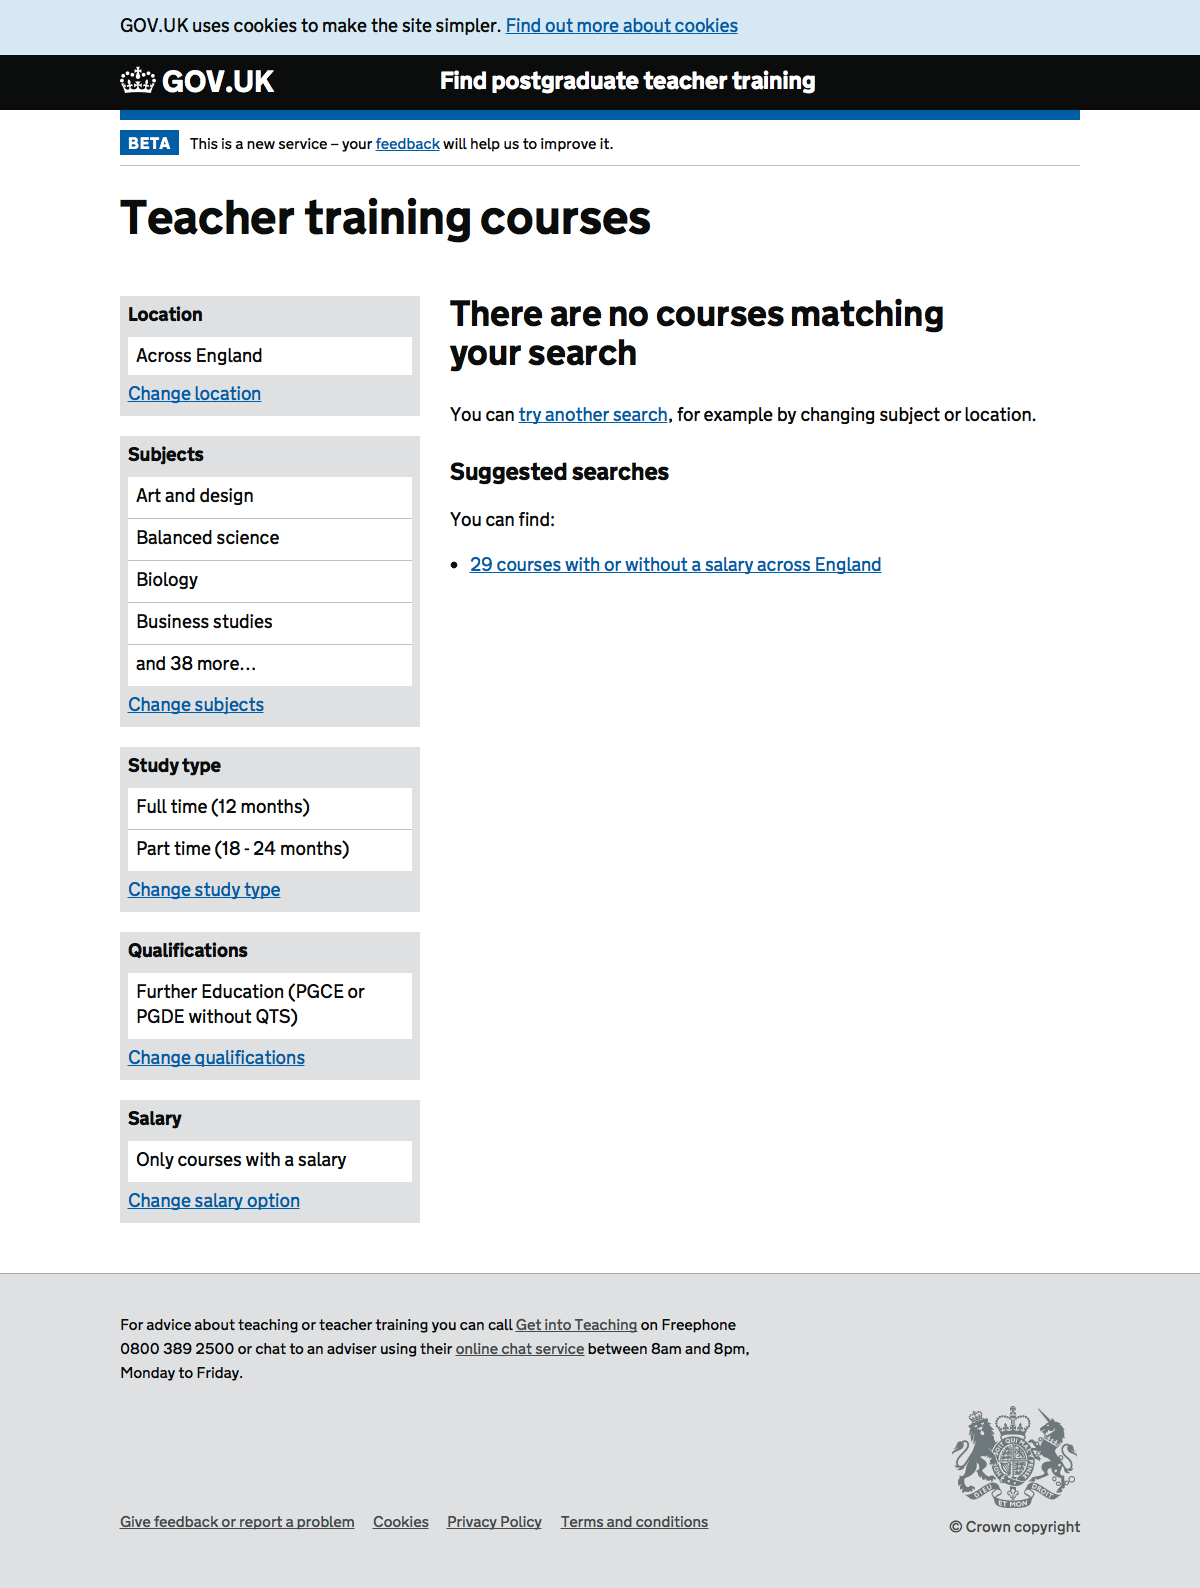 GOV.UK uses cookies to make the site simpler. Find out more about cookies
GOV.UK
Find postgraduate teacher training
BETA This is a new service – your feedback will help us to improve it.
Teacher training courses
Location
Across England
Change location
Subjects
Art and design
Balanced science
Biology
Business studies
and 38 more…
Change subjects
Study type
Full time (12 months)
Part time (18 - 24 months)
Change study type
Qualifications
Further Education (PGCE or
PGDE without QTS)
Change qualifications
Salary
Only courses with a salary
Change salary option
There are no courses matching
your search
You can try another search, for example by changing subject or location.
Suggested searches
You can find:
• 29 courses with or without a salary across England
For advice about teaching or teacher training you can call Get into Teaching on Freephone
0800 389 2500 or chat to an adviser using their online chat service between 8am and 8pm,
Monday to Friday.
DIEU ET MON DROIT
Give feedback or report a problem Cookies Privacy Policy Terms and conditions
© Crown copyright